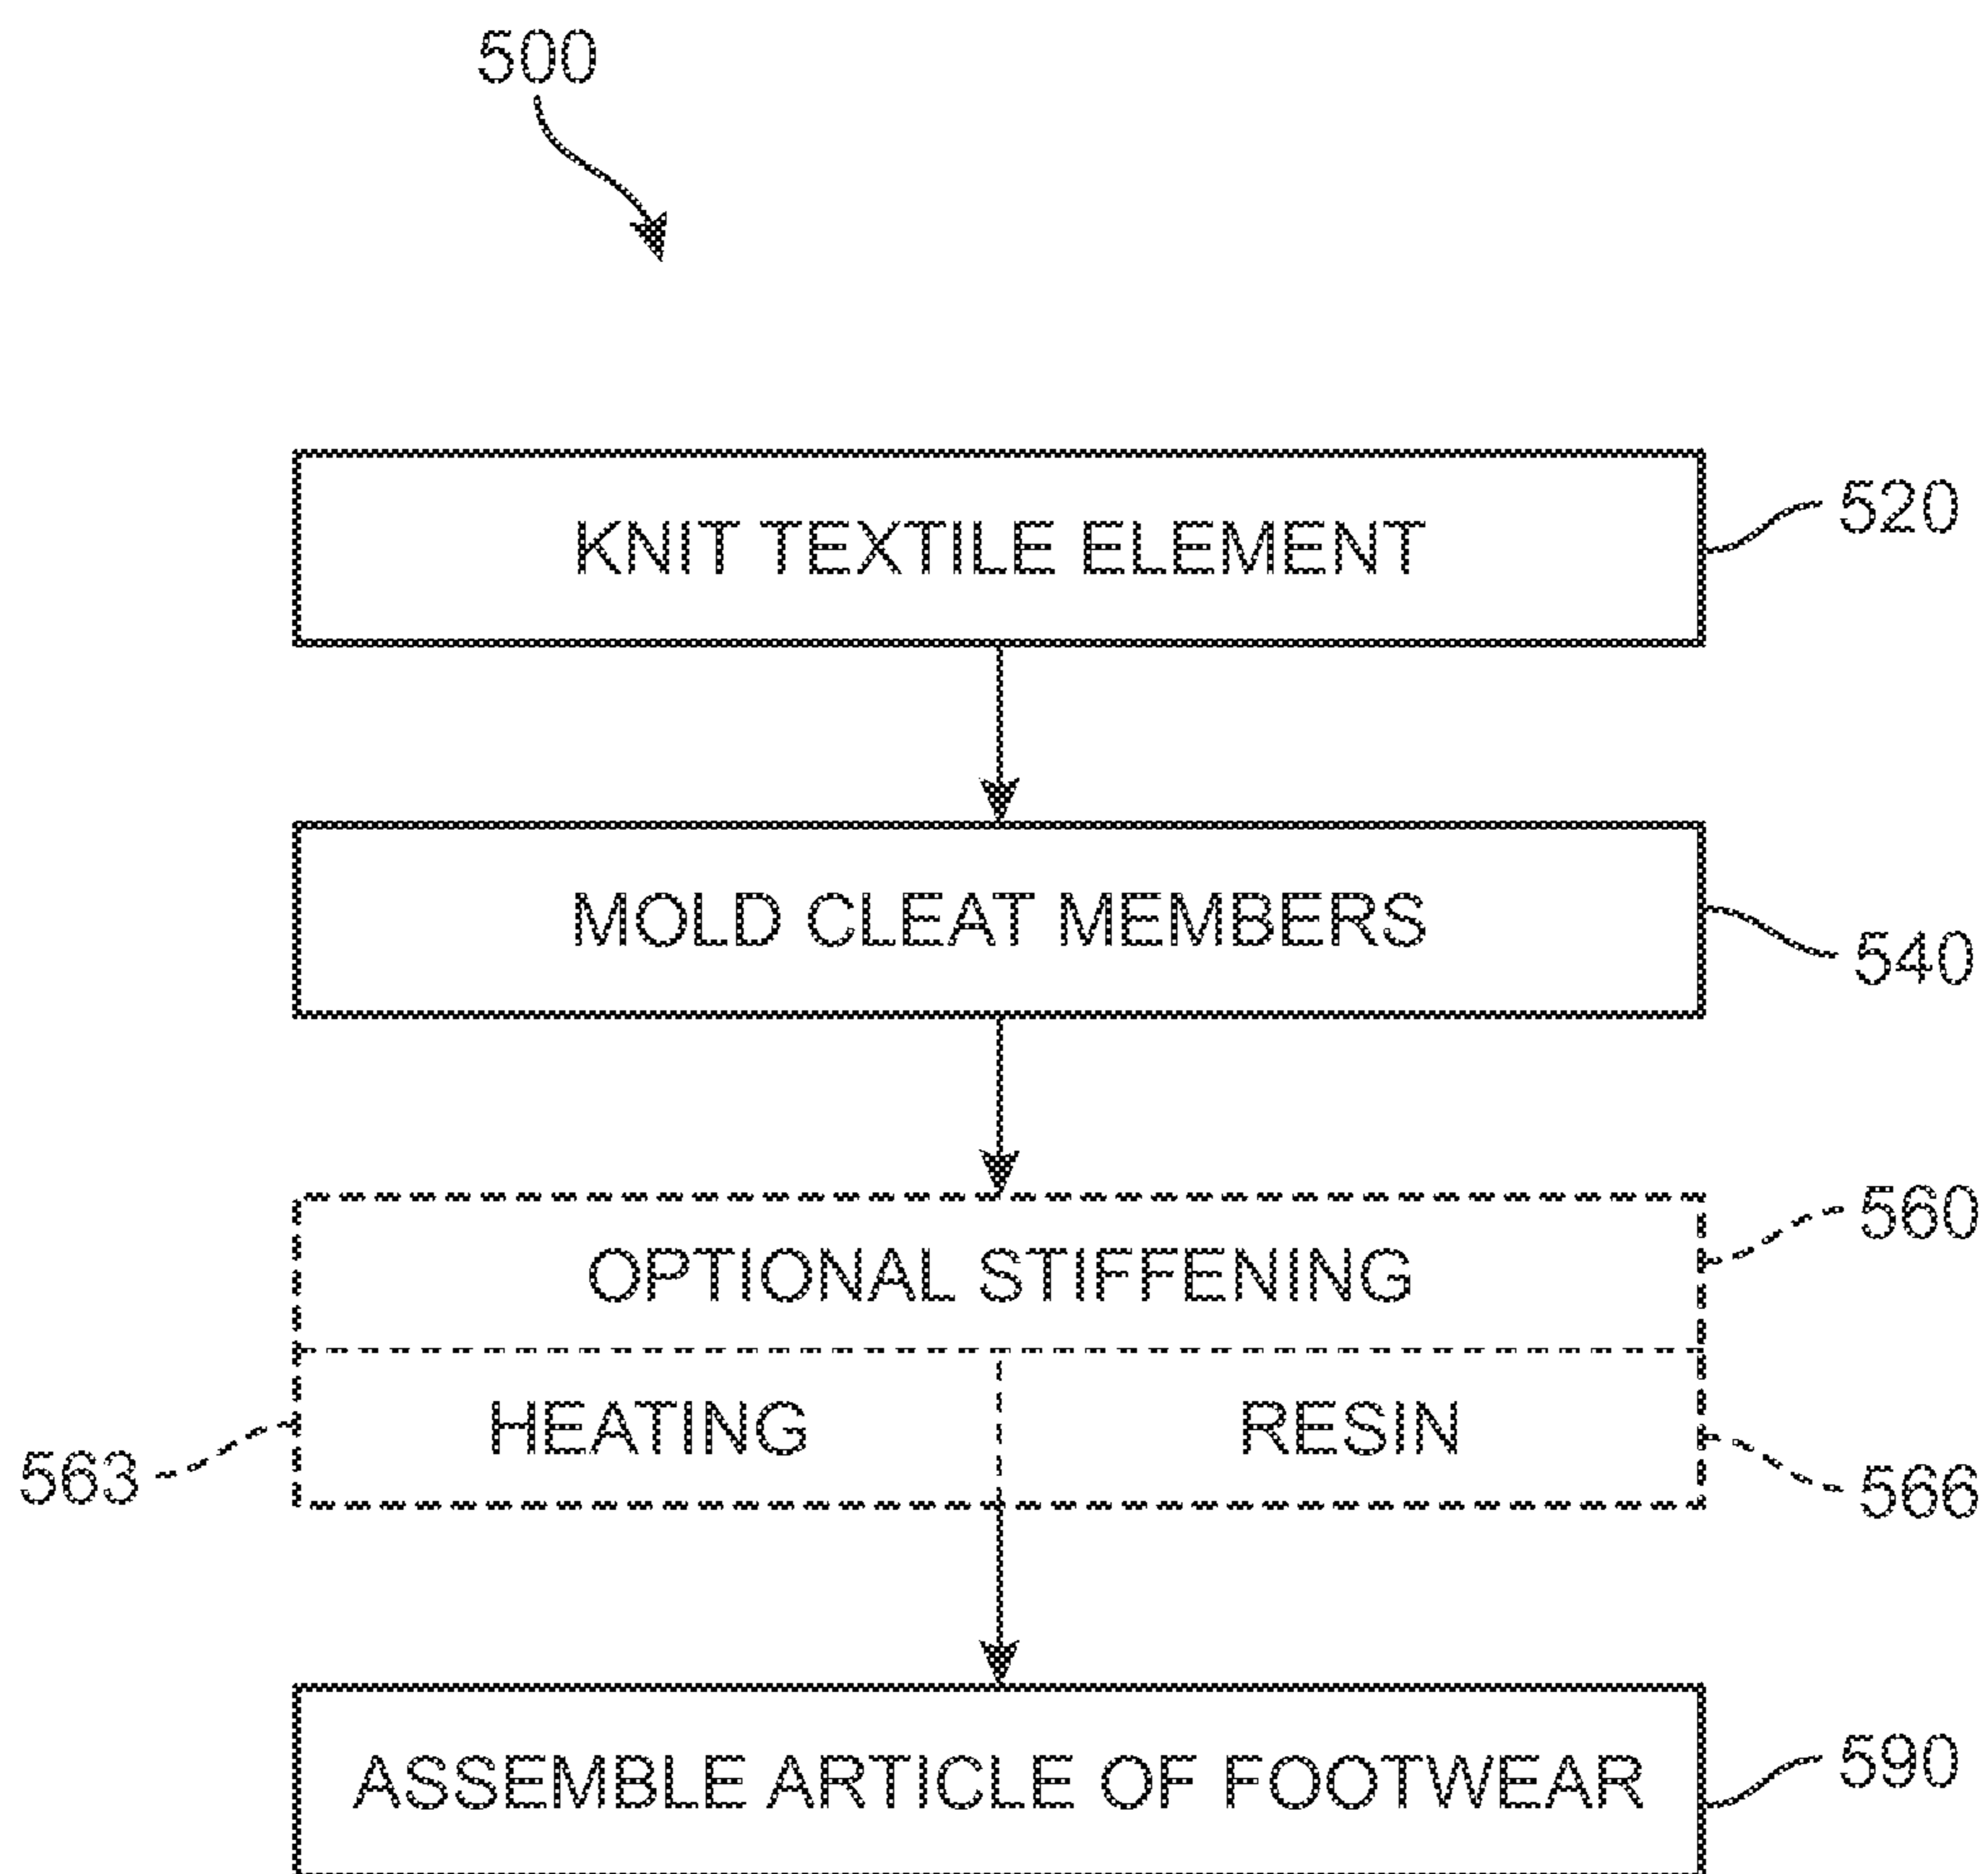 500
KNIT TEXTILE ELEMENT
520
MOLD CLEAT MEMBERS
540
OPTIONAL STIFFENING
560
HEATING
RESIN
563
566
ASSEMBLE ARTICLE OF FOOTWEAR
590